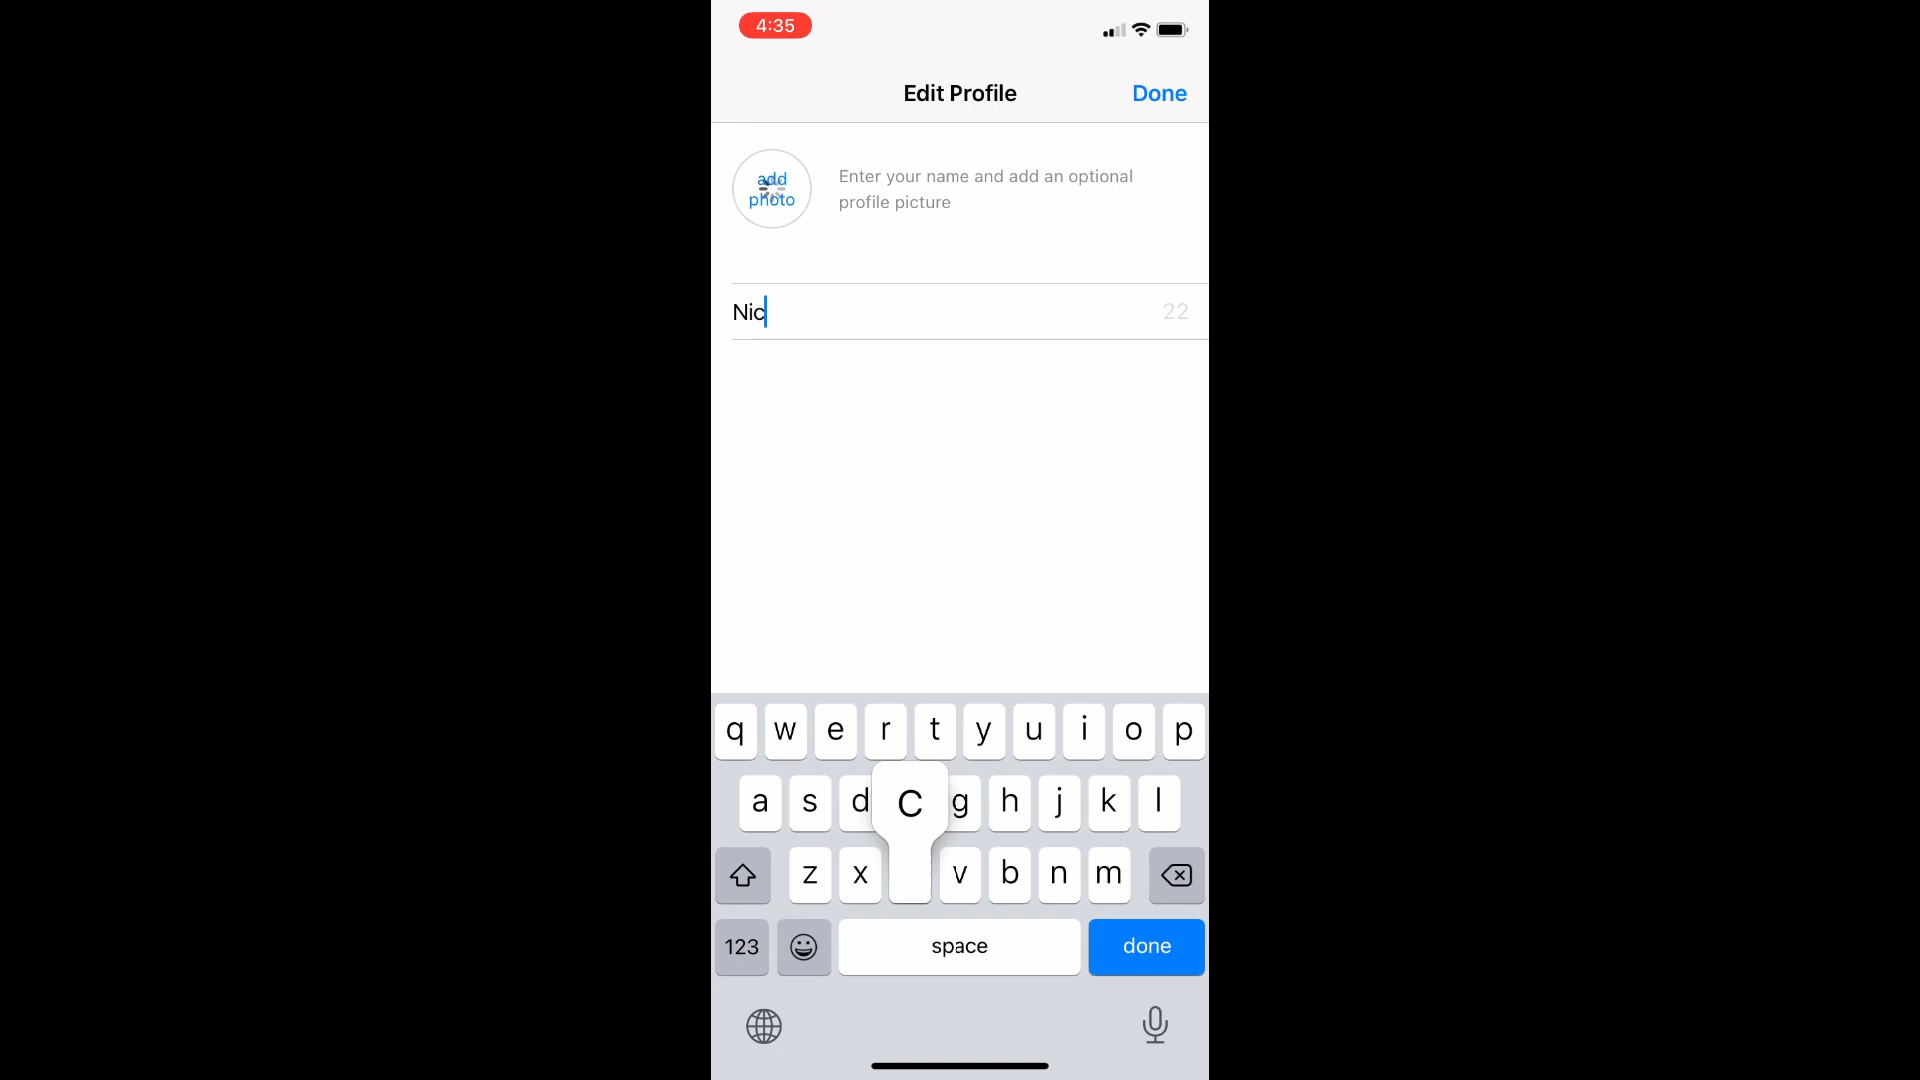 4:35
Edit Profile
Done
add
photo
Enter your name and add an optional
profile picture
Nic
22
q w e r t y u i o p
a s d C g h j k l
z x v b n m
123
space
done